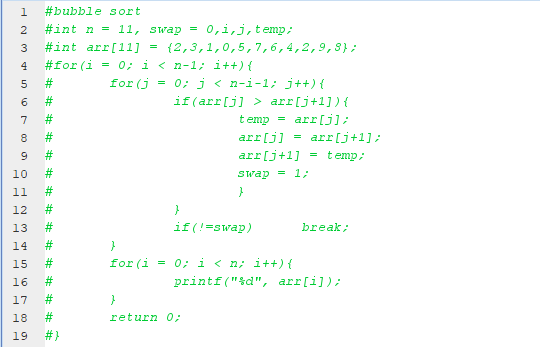 1 #bubble sort
2 #int n = 11, swap = 0,i,j,temp;
3 #int arr[11] = {2,3,1,0,5,7,6,4,2,9,8};
4 #for(i = 0; i < n-1; i++){
5 # for(j = 0; j < n-i-1; j++){
6 # if(arr[j] > arr[j+1]){
7 # temp = arr[j];
8 # arr[j] = arr[j+1];
9 # arr[j+1] = temp;
10 # swap = 1;
11 # }
12 # }
13 # if(!=swap) break;
14 # }
15 # for(i = 0; i < n; i++){
16 # printf("%d", arr[i]);
17 # }
18 # return 0;
19 #}